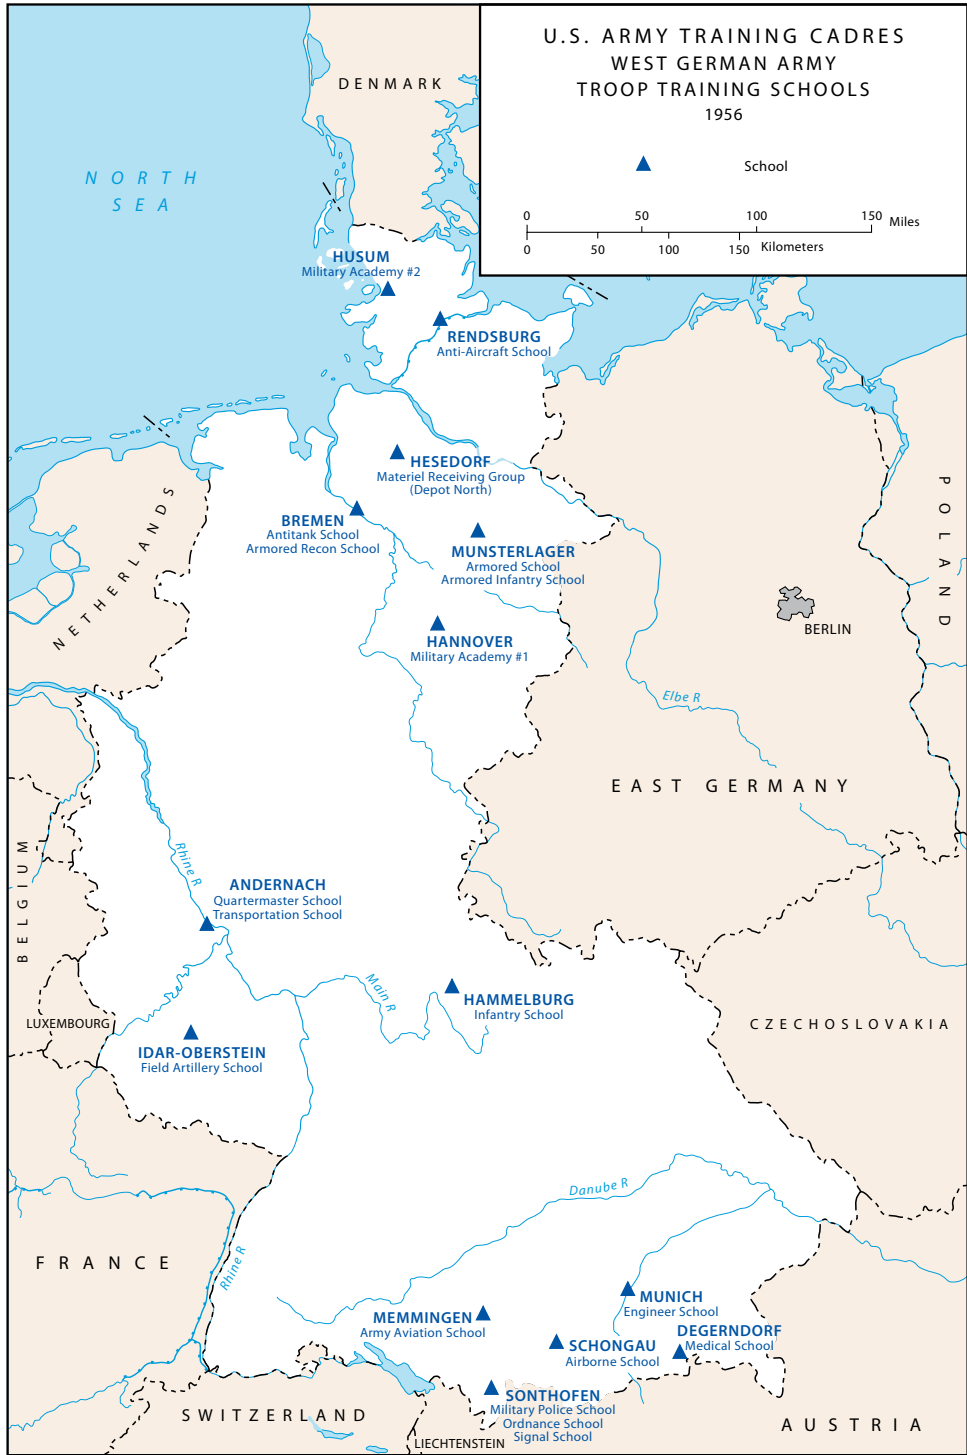 U.S. ARMY TRAINING CADRES
WEST GERMAN ARMY
TROOP TRAINING SCHOOLS
1956
School
0 50 100 150 Miles
0 50 100 150 Kilometers
DENMARK
NORTH
SEA
HUSUM
Military Academy #2
RENDSBURG
Anti-Aircraft School
HESEDORF
Materiel Receiving Group
(Depot North)
BREMEN
Antitank School
Armored Recon School
MUNSTERLAGER
Armored School
Armored Infantry School
HANNOVER
Military Academy #1
NETHERLANDS
POLAND
BERLIN
Elbe R
EAST GERMANY
BELGIUM
Rhine R
ANDERNACH
Quartermaster School
Transportation School
Main R
HAMMELBURG
Infantry School
LUXEMBOURG
IDAR-OBERSTEIN
Field Artillery School
CZECHOSLOVAKIA
Danube R
FRANCE
Rhine R
MEMMINGEN
Army Aviation School
MUNICH
Engineer School
SCHONGAU
Airborne School
DEGERNDORF
Medical School
SONTHOFEN
Military Police School
Ordnance School
Signal School
SWITZERLAND
LIECHTENSTEIN
AUSTRIA